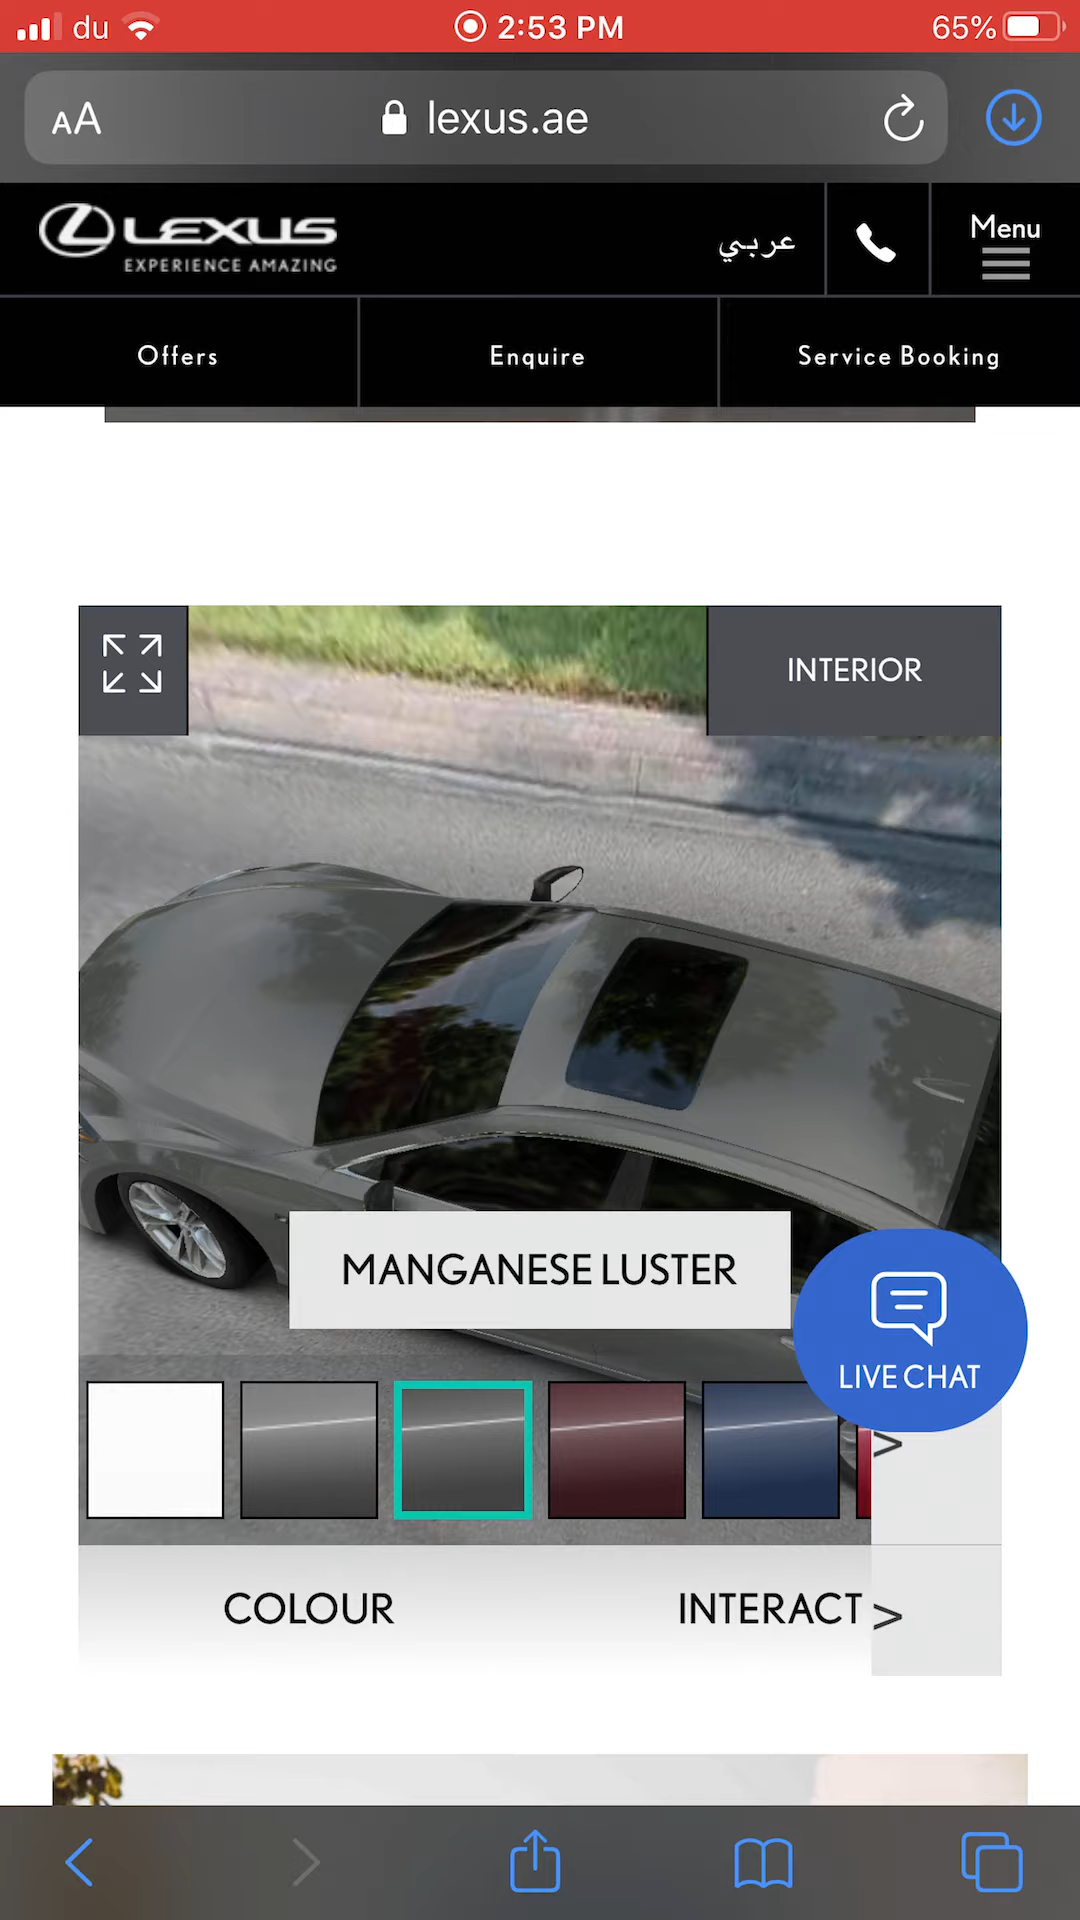 du
2:53 PM
65%
AA
lexus.ae
LEXUS
EXPERIENCE AMAZING
عربي
Menu
Offers
Enquire
Service Booking
INTERIOR
MANGANESE LUSTER
LIVE CHAT
>
COLOUR
INTERACT >